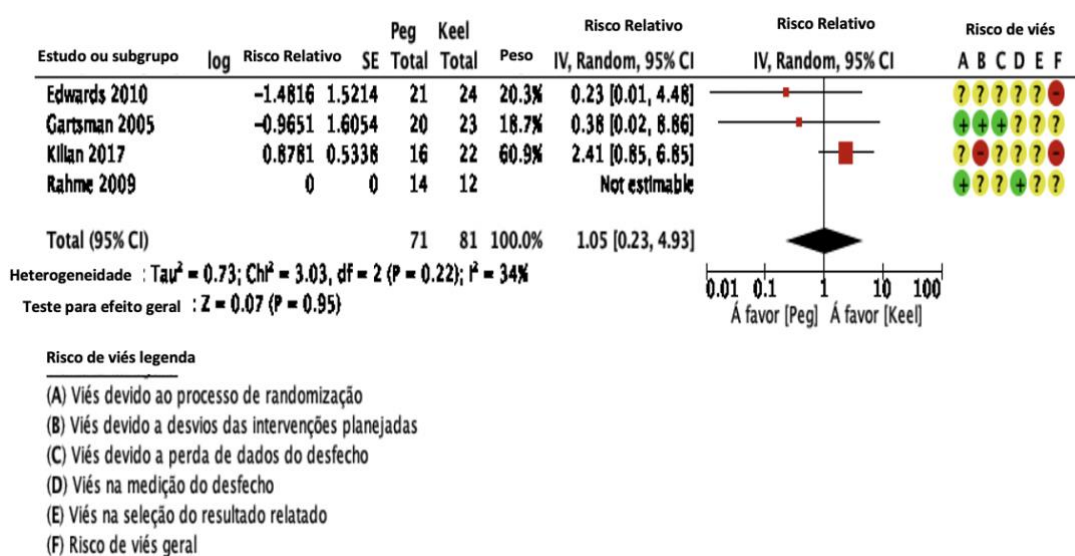 Peg Keel Risco Relativo Risco Relativo Risco de viés
Estudo ou subgrupo log Risco Relativo SE Total Total Peso IV, Random, 95% CI IV, Random, 95% CI A B C D E F
Edwards 2010 −1.4816 1.5214 21 24 20.3% 0.23 [0.01, 4.48] ? ? ? ? ? -
Gartsman 2005 −0.9651 1.6054 20 23 18.7% 0.38 [0.02, 8.86] + + + ? ? ?
Kilian 2017 0.8781 0.5338 16 22 60.9% 2.41 [0.85, 6.85] ? - ? ? ? -
Rahme 2009 0 0 14 12 Not estimable + ? ? + ? ?
Total (95% CI) 71 81 100.0% 1.05 [0.23, 4.93]
Heterogeneidade : Tau² = 0.73; Chi² = 3.03, df = 2 (P = 0.22); I² = 34%
Teste para efeito geral : Z = 0.07 (P = 0.95)
0.01 0.1 1 10 100
Á favor [Peg] Á favor [Keel]
Risco de viés legenda
(A) Viés devido ao processo de randomização
(B) Viés devido a desvios das intervenções planejadas
(C) Viés devido a perda de dados do desfecho
(D) Viés na medição do desfecho
(E) Viés na seleção do resultado relatado
(F) Risco de viés geral